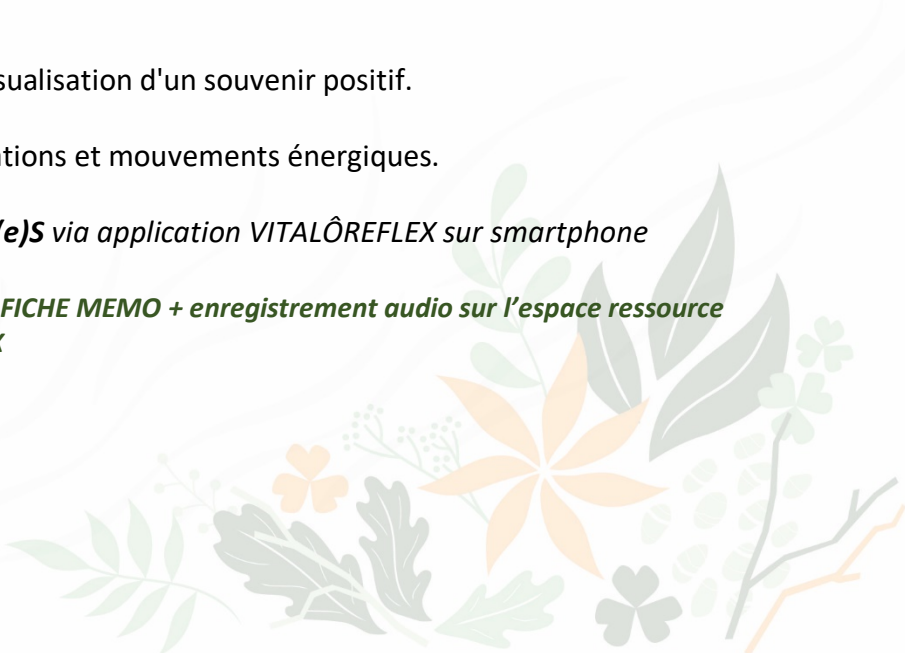 sualisation d'un souvenir positif.
tions et mouvements énergiques.
(e)S via application VITALÔREFLEX sur smartphone
FICHE MEMO + enregistrement audio sur l’espace ressource
X